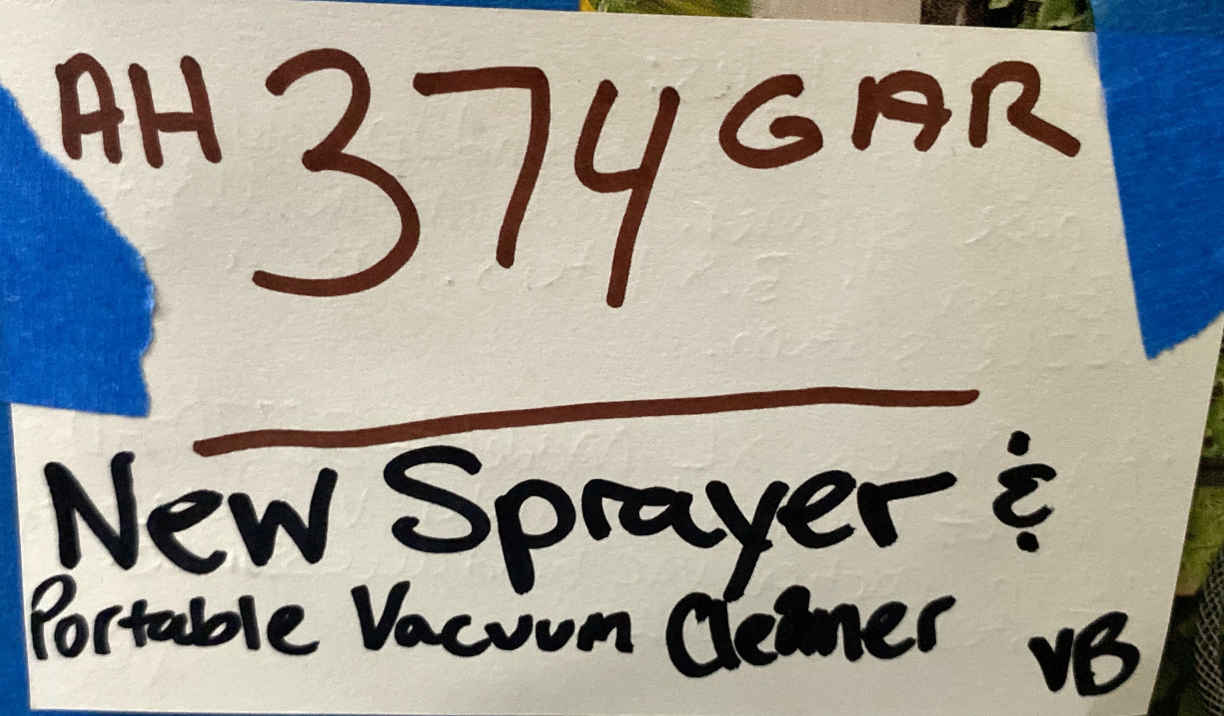 AH 374 GAR
New Sprayer &
Portable Vacuum Cleaner VB